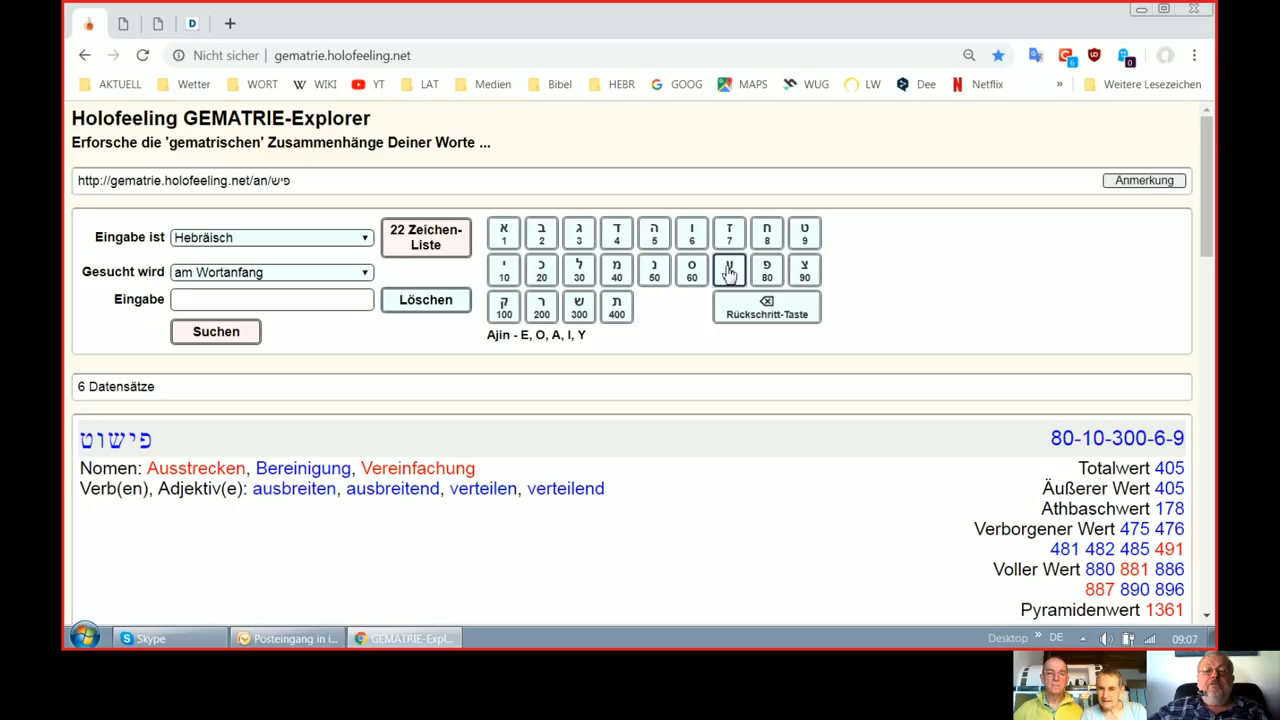 D
Nicht sicher | gematrie.holofeeling.net
AKTUELL Wetter WORT WIKI YT LAT Medien Bibel HEBR GOOG MAPS WUG LW Dee Netflix » Weitere Lesezeichen
Holofeeling GEMATRIE-Explorer
Erforsche die 'gematrischen' Zusammenhänge Deiner Worte ...
http://gematrie.holofeeling.net/an/פיש
Anmerkung
Eingabe ist Hebräisch
22 Zeichen-Liste
Gesucht wird am Wortanfang
Eingabe
Löschen
Suchen
א ב ג ד ה ו ז ח ט
1 2 3 4 5 6 7 8 9
י כ ל מ נ ס ע פ צ
10 20 30 40 50 60 80 90
ק ר ש ת
100 200 300 400
Rückschritt-Taste
Ajin - E, O, A, I, Y
6 Datensätze
פישוט 80-10-300-6-9
Nomen: Ausstrecken, Bereinigung, Vereinfachung
Verb(en), Adjektiv(e): ausbreiten, ausbreitend, verteilen, verteilend
Totalwert 405
Äußerer Wert 405
Athbaschwert 178
Verborgener Wert 475 476
481 482 485 491
Voller Wert 880 881 886
887 890 896
Pyramidenwert 1361
Skype Posteingang in i... GEMATRIE-Expl... Desktop » DE 09:07